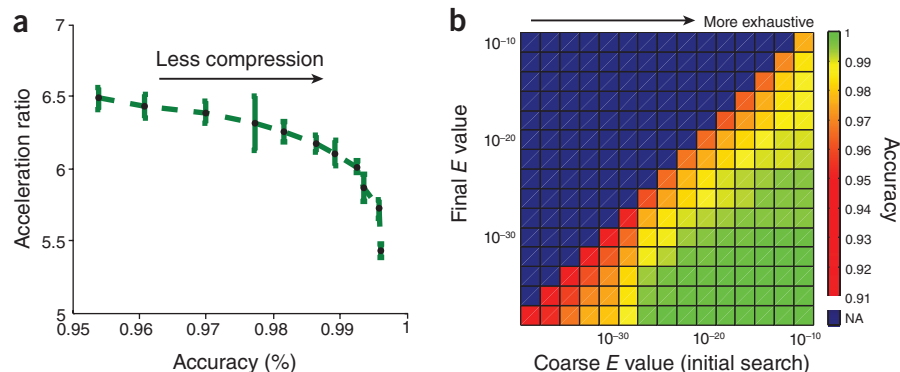 a
7
6.5
6
5.5
5
Acceleration ratio
Less compression
0.95 0.96 0.97 0.98 0.99 1
Accuracy (%)
b
More exhaustive
10⁻¹⁰
10⁻²⁰
10⁻³⁰
Final E value
10⁻³⁰ 10⁻²⁰ 10⁻¹⁰
Coarse E value (initial search)
1
0.99
0.98
0.97
0.96
0.95
0.94
0.93
0.92
0.91
NA
Accuracy